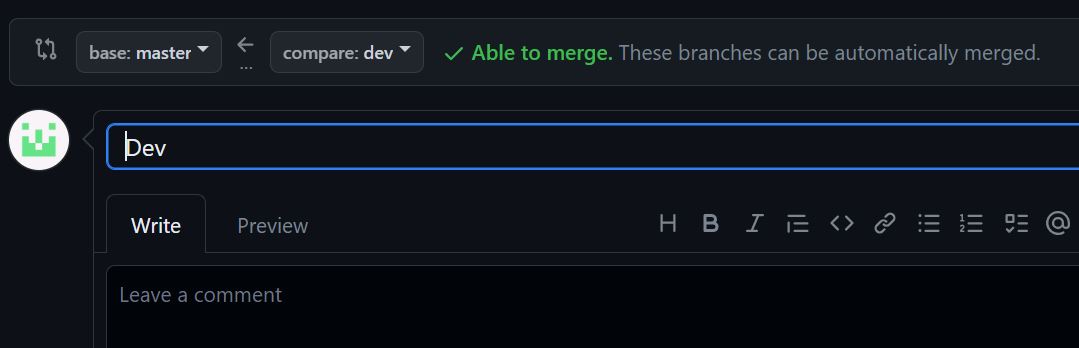 base: master ... compare: dev Able to merge. These branches can be automatically merged.
Dev
Write Preview H B I <> @
Leave a comment